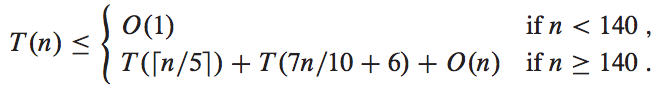 T(n) ≤ { O(1) if n < 140 ,
T(⌈n/5⌉) + T(7n/10 + 6) + O(n) if n ≥ 140 .